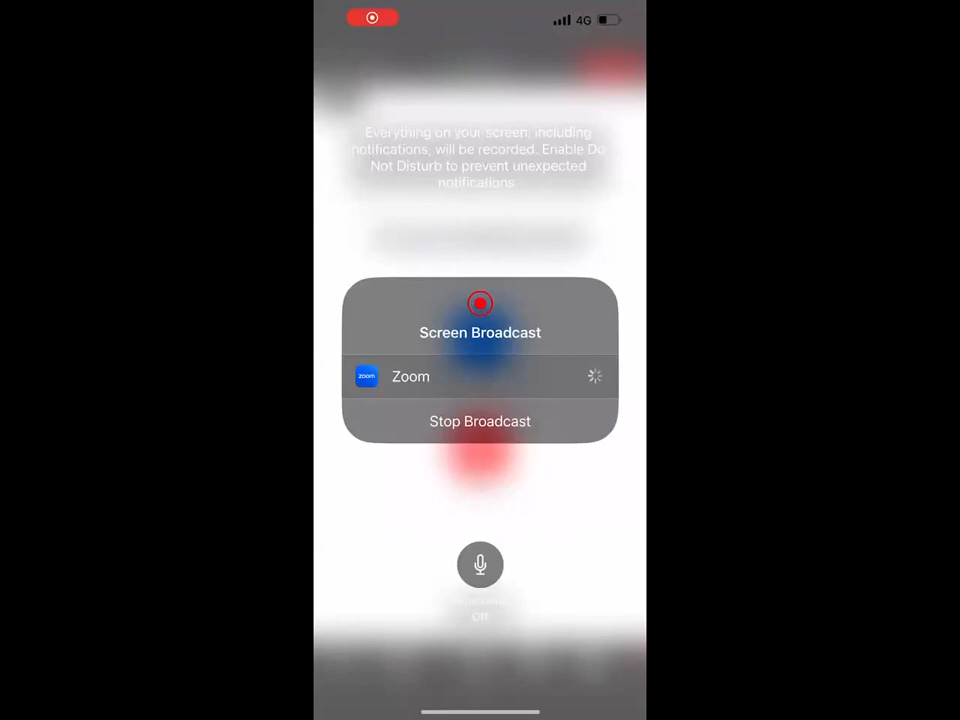 4G
Everything on your screen, including
notifications, will be recorded. Enable Do
Not Disturb to prevent unexpected
notifications.
Screen Broadcast
zoom
Zoom
Stop Broadcast
Off